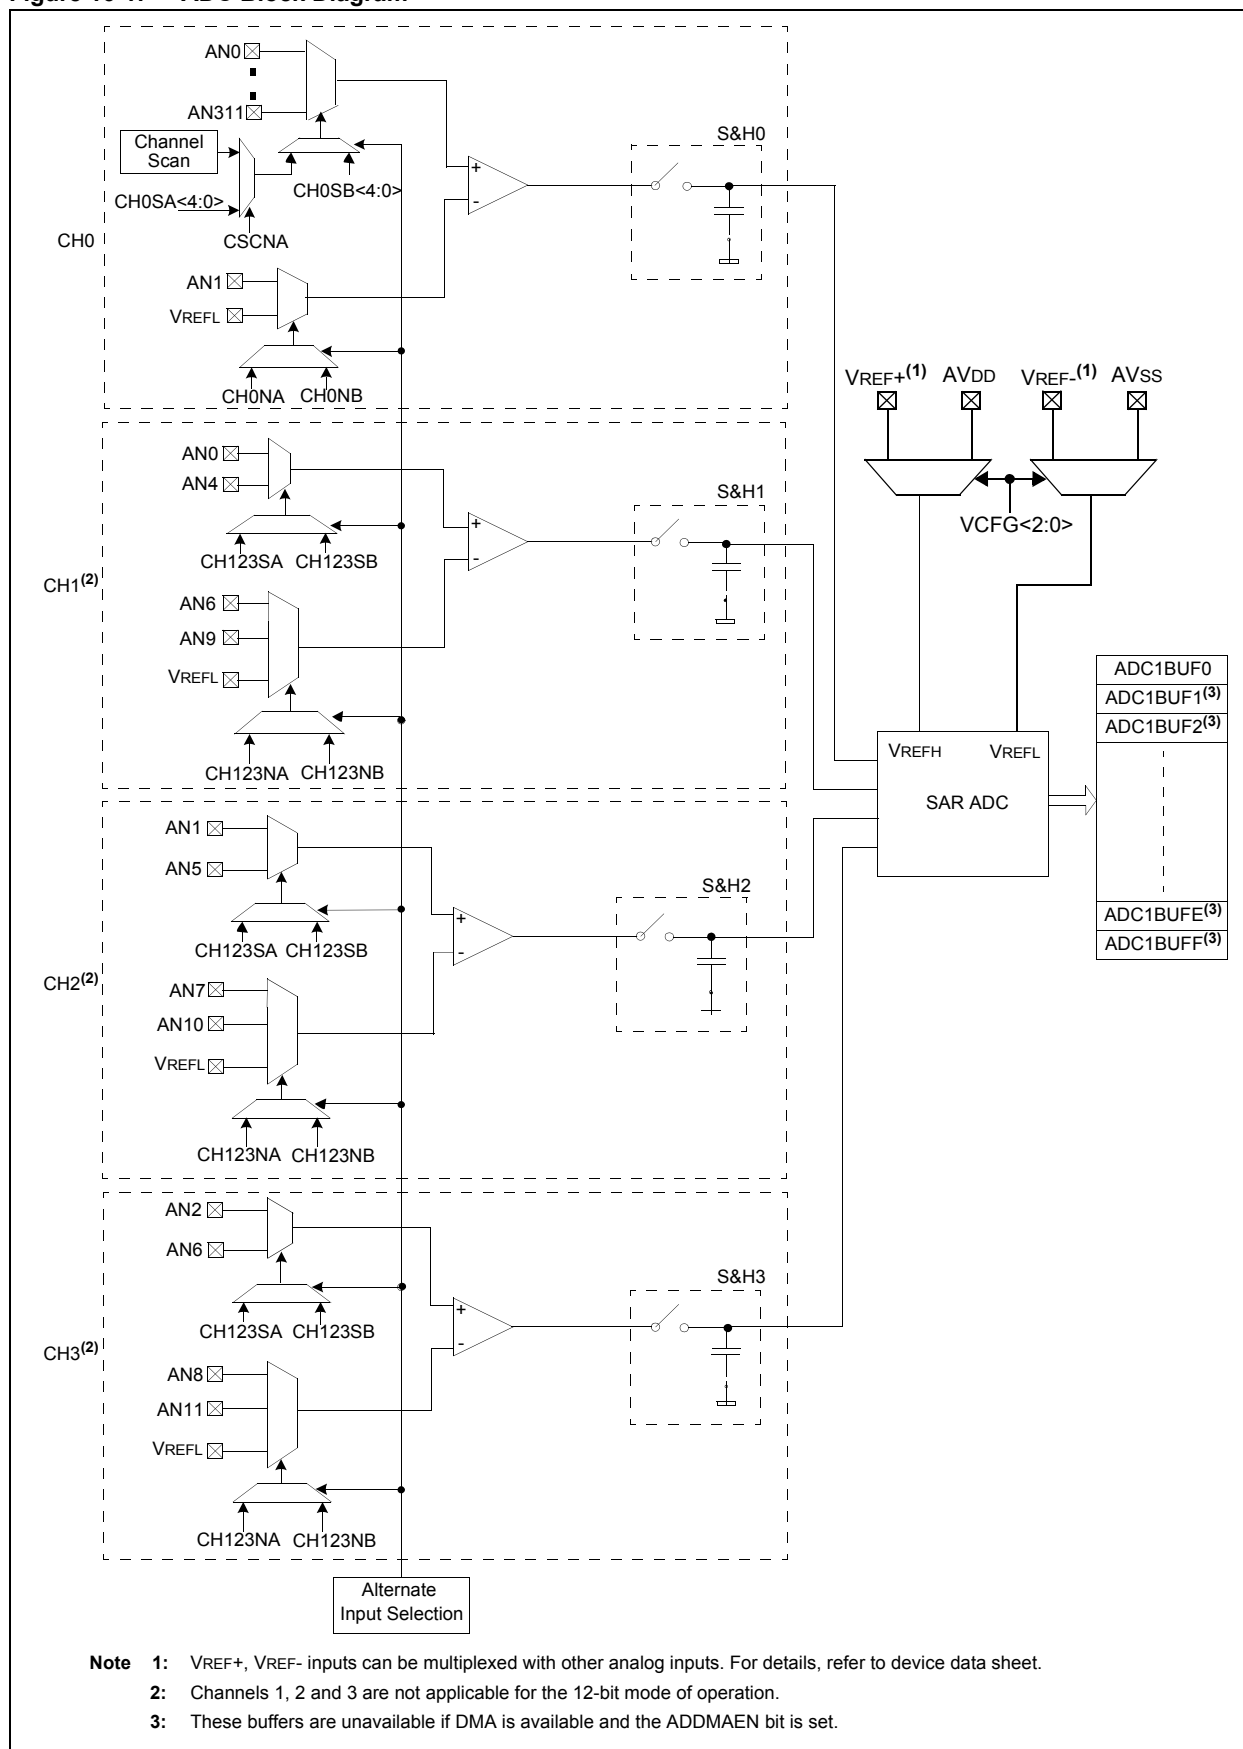 Figure 16-1: ADC Block Diagram
AN0
AN311
Channel
Scan
CH0SA<4:0>
CSCNA
CH0SB<4:0>
+
-
S&H0
CH0
AN1
VREFL
CH0NA CH0NB
AN0
AN4
CH123SA CH123SB
+
-
S&H1
CH1(2)
AN6
AN9
VREFL
CH123NA CH123NB
AN1
AN5
CH123SA CH123SB
+
-
S&H2
CH2(2)
AN7
AN10
VREFL
CH123NA CH123NB
AN2
AN6
CH123SA CH123SB
+
-
S&H3
CH3(2)
AN8
AN11
VREFL
CH123NA CH123NB
Alternate
Input Selection
VREF+(1) AVDD VREF-(1) AVSS
VCFG<2:0>
VREFH VREFL
SAR ADC
ADC1BUF0
ADC1BUF1(3)
ADC1BUF2(3)
ADC1BUFE(3)
ADC1BUFF(3)
Note 1: VREF+, VREF- inputs can be multiplexed with other analog inputs. For details, refer to device data sheet.
2: Channels 1, 2 and 3 are not applicable for the 12-bit mode of operation.
3: These buffers are unavailable if DMA is available and the ADDMAEN bit is set.